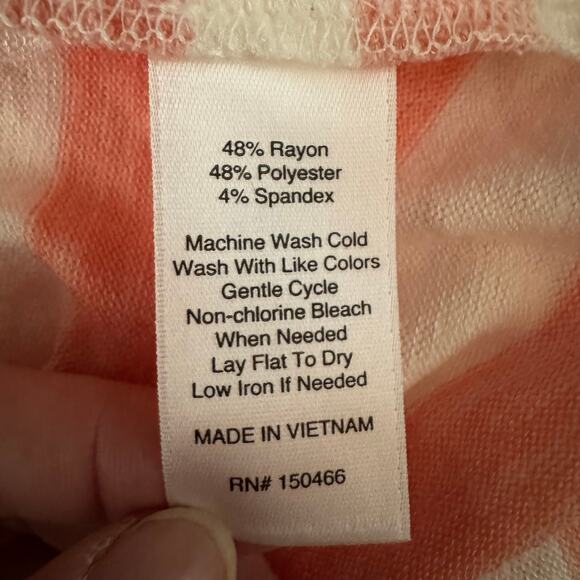 48% Rayon
48% Polyester
4% Spandex
Machine Wash Cold
Wash With Like Colors
Gentle Cycle
Non-chlorine Bleach
When Needed
Lay Flat To Dry
Low Iron If Needed
MADE IN VIETNAM
RN# 150466